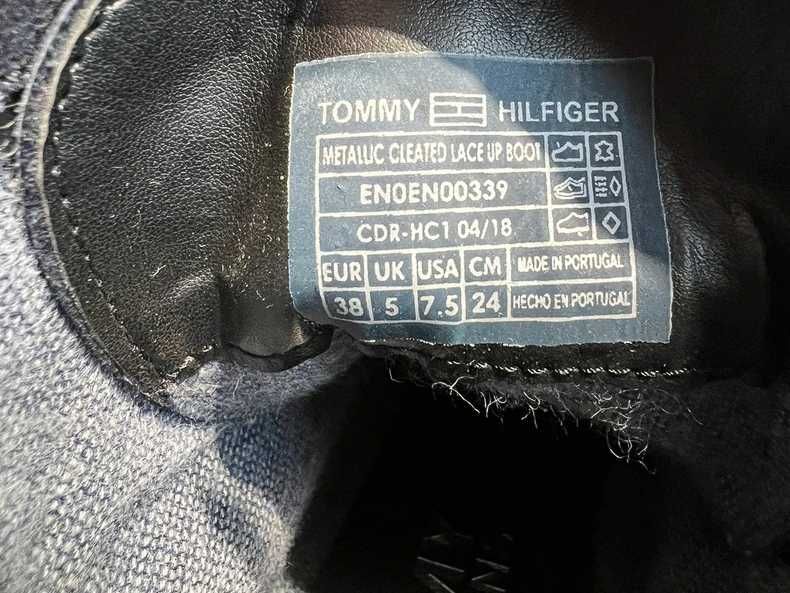 TOMMY HILFIGER
METALLIC CLEATED LACE UP BOOT
EN0EN00339
CDR-HC1 04/18
EUR UK USA CM MADE IN PORTUGAL
38 5 7.5 24 HECHO EN PORTUGAL